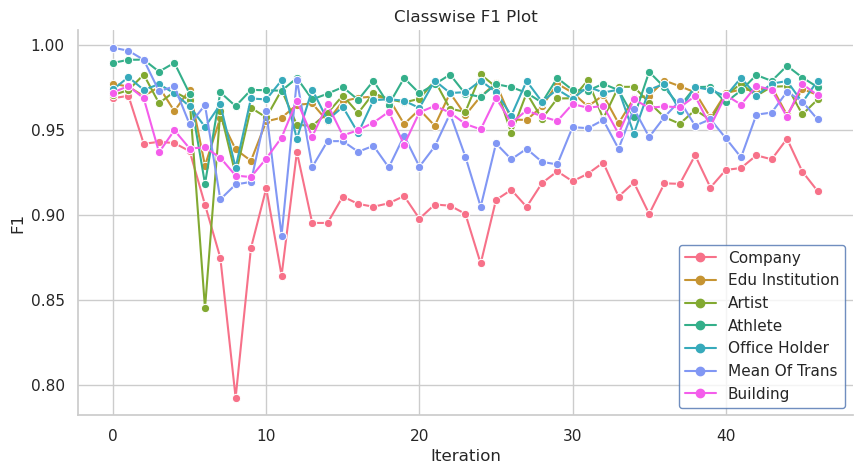 Classwise F1 Plot
1.00
0.95
0.90
0.85
0.80
F1
0
10
20
30
40
Iteration
Company
Edu Institution
Artist
Athlete
Office Holder
Mean Of Trans
Building